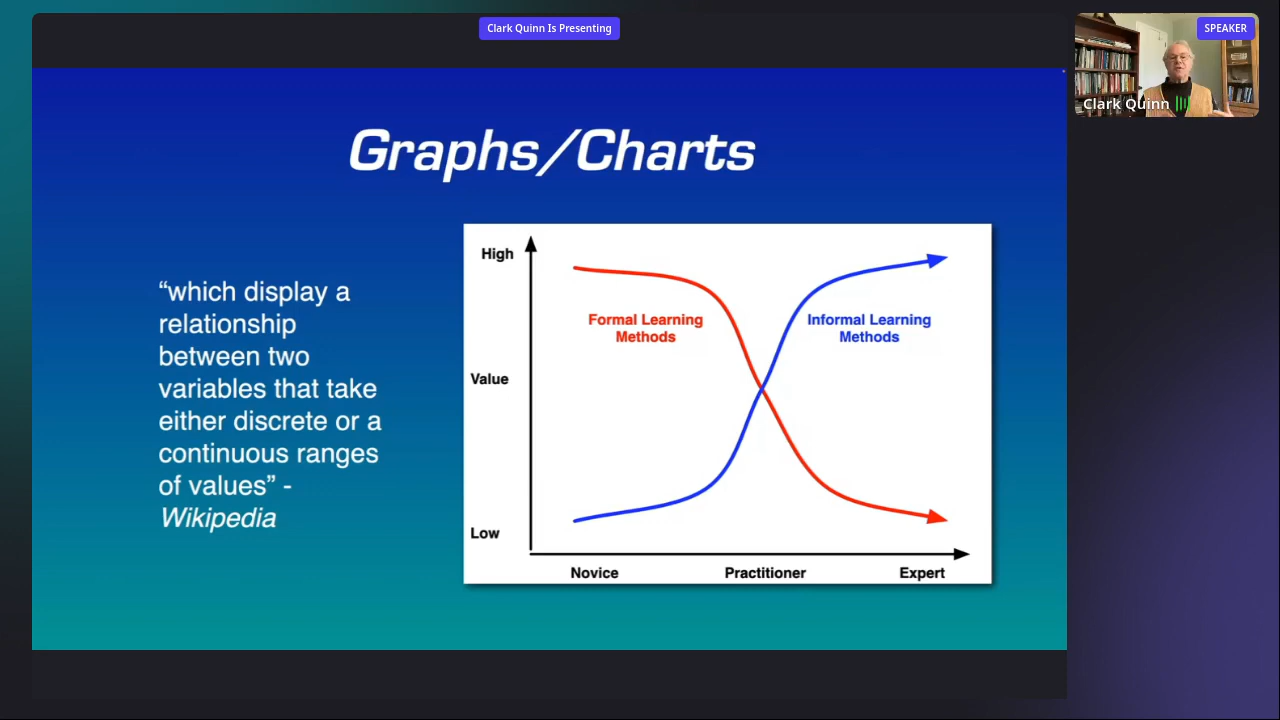 Clark Quinn Is Presenting
SPEAKER
Clark Quinn
Graphs/Charts
“which display a
relationship
between two
variables that take
either discrete or a
continuous ranges
of values” -
Wikipedia
High
Value
Low
Formal Learning
Methods
Informal Learning
Methods
Novice
Practitioner
Expert